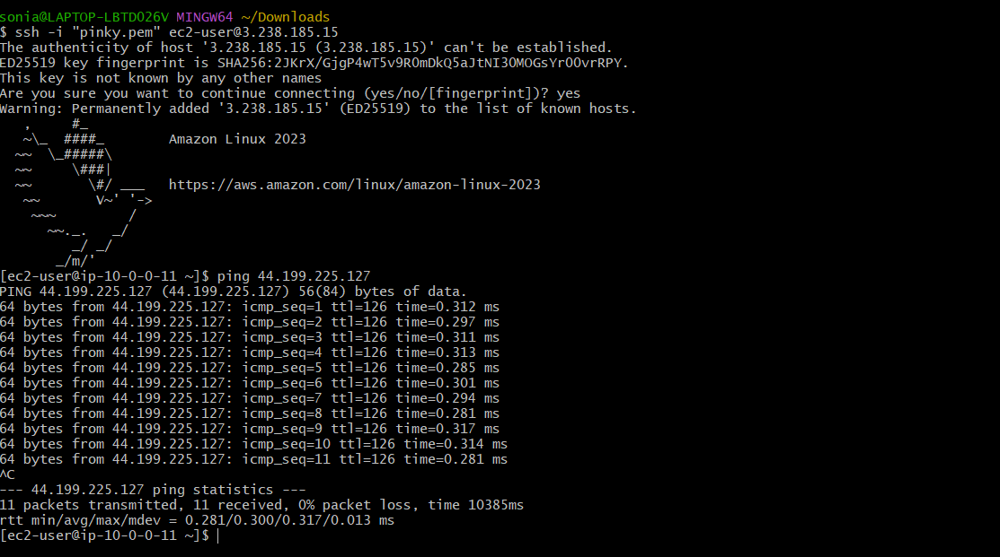 sonia@LAPTOP-LBTDO26V MINGW64 ~/Downloads
$ ssh -i "pinky.pem" ec2-user@3.238.185.15
The authenticity of host '3.238.185.15 (3.238.185.15)' can't be established.
ED25519 key fingerprint is SHA256:2JKrX/GjgP4wT5v9ROmDkQ5aJtNI3OMOGsYrOOvrRPY.
This key is not known by any other names
Are you sure you want to continue connecting (yes/no/[fingerprint])? yes
Warning: Permanently added '3.238.185.15' (ED25519) to the list of known hosts.
   ,     #_
   ~\_  ####_        Amazon Linux 2023
  ~~  \_#####\
  ~~     \###|
  ~~       \#/ ___   https://aws.amazon.com/linux/amazon-linux-2023
   ~~       V~' '->
    ~~~         /
      ~~._.   _/
         _/ _/
       _/m/'
[ec2-user@ip-10-0-0-11 ~]$ ping 44.199.225.127
PING 44.199.225.127 (44.199.225.127) 56(84) bytes of data.
64 bytes from 44.199.225.127: icmp_seq=1 ttl=126 time=0.312 ms
64 bytes from 44.199.225.127: icmp_seq=2 ttl=126 time=0.297 ms
64 bytes from 44.199.225.127: icmp_seq=3 ttl=126 time=0.311 ms
64 bytes from 44.199.225.127: icmp_seq=4 ttl=126 time=0.313 ms
64 bytes from 44.199.225.127: icmp_seq=5 ttl=126 time=0.285 ms
64 bytes from 44.199.225.127: icmp_seq=6 ttl=126 time=0.301 ms
64 bytes from 44.199.225.127: icmp_seq=7 ttl=126 time=0.294 ms
64 bytes from 44.199.225.127: icmp_seq=8 ttl=126 time=0.281 ms
64 bytes from 44.199.225.127: icmp_seq=9 ttl=126 time=0.317 ms
64 bytes from 44.199.225.127: icmp_seq=10 ttl=126 time=0.314 ms
64 bytes from 44.199.225.127: icmp_seq=11 ttl=126 time=0.281 ms
^C
--- 44.199.225.127 ping statistics ---
11 packets transmitted, 11 received, 0% packet loss, time 10385ms
rtt min/avg/max/mdev = 0.281/0.300/0.317/0.013 ms
[ec2-user@ip-10-0-0-11 ~]$